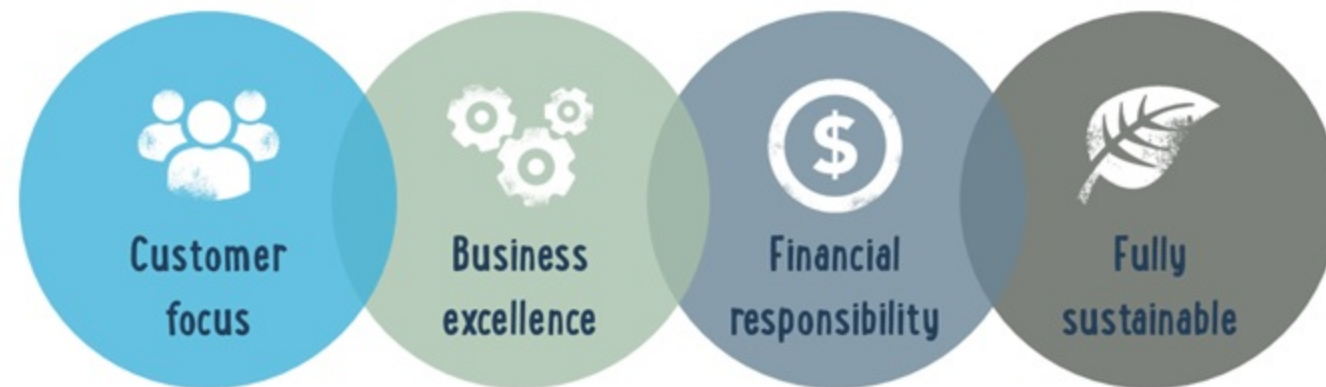 $
Customer
focus
Business
excellence
Financial
responsibility
Fully
sustainable